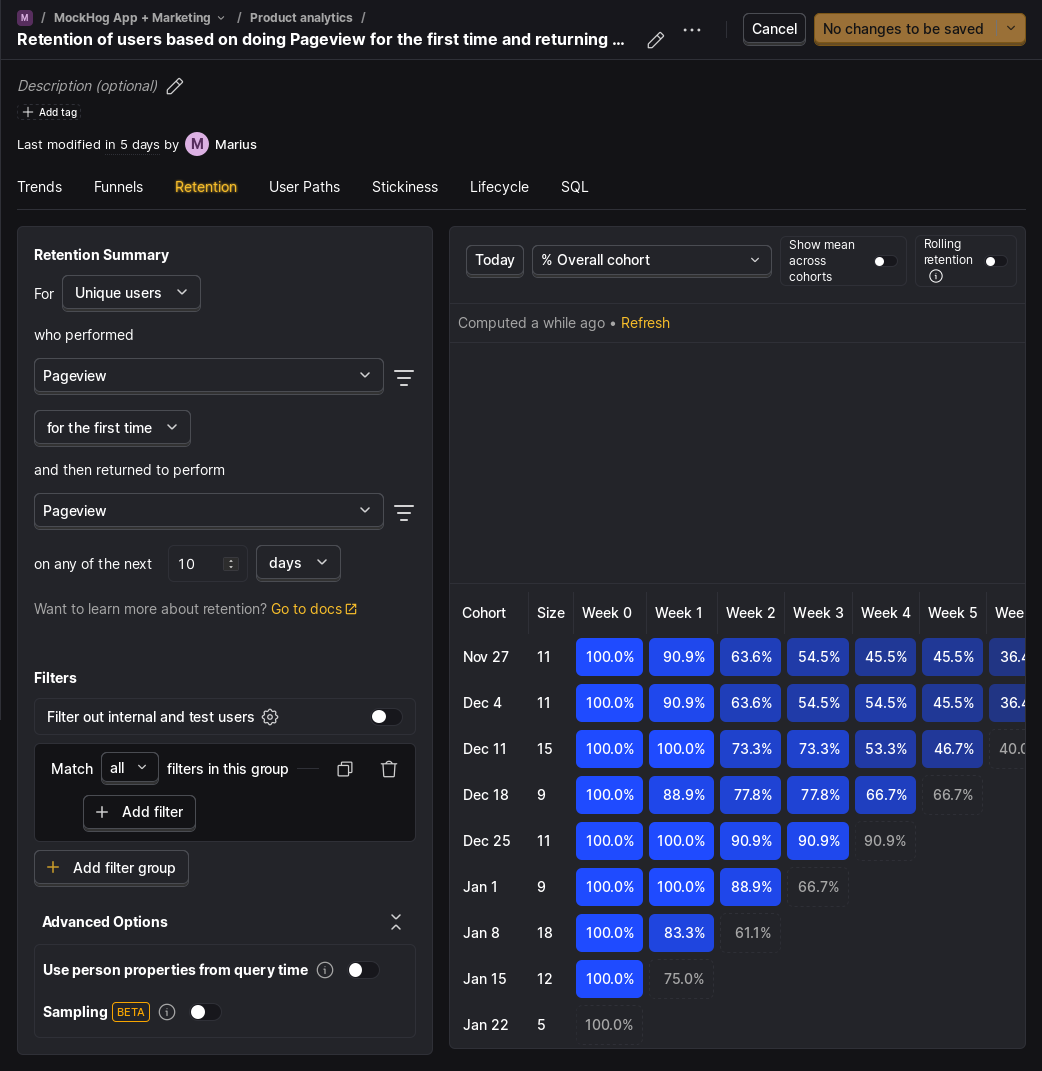 M / MockHog App + Marketing / Product analytics /
Retention of users based on doing Pageview for the first time and returning ...
Cancel
No changes to be saved
Description (optional)
Add tag
Last modified in 5 days by M Marius
Trends Funnels Retention User Paths Stickiness Lifecycle SQL
Retention Summary
For Unique users
who performed
Pageview
for the first time
and then returned to perform
Pageview
on any of the next 10 days
Want to learn more about retention? Go to docs
Filters
Filter out internal and test users
Match all filters in this group
Add filter
Add filter group
Advanced Options
Use person properties from query time
Sampling BETA
Today
% Overall cohort
Show mean
across
cohorts
Rolling
retention
Computed a while ago • Refresh
Cohort Size Week 0 Week 1 Week 2 Week 3 Week 4 Week 5 Wee
Nov 27 11 100.0% 90.9% 63.6% 54.5% 45.5% 45.5% 36.4
Dec 4 11 100.0% 90.9% 63.6% 54.5% 54.5% 45.5% 36.4
Dec 11 15 100.0% 100.0% 73.3% 73.3% 53.3% 46.7% 40.0
Dec 18 9 100.0% 88.9% 77.8% 77.8% 66.7% 66.7%
Dec 25 11 100.0% 100.0% 90.9% 90.9% 90.9%
Jan 1 9 100.0% 100.0% 88.9% 66.7%
Jan 8 18 100.0% 83.3% 61.1%
Jan 15 12 100.0% 75.0%
Jan 22 5 100.0%